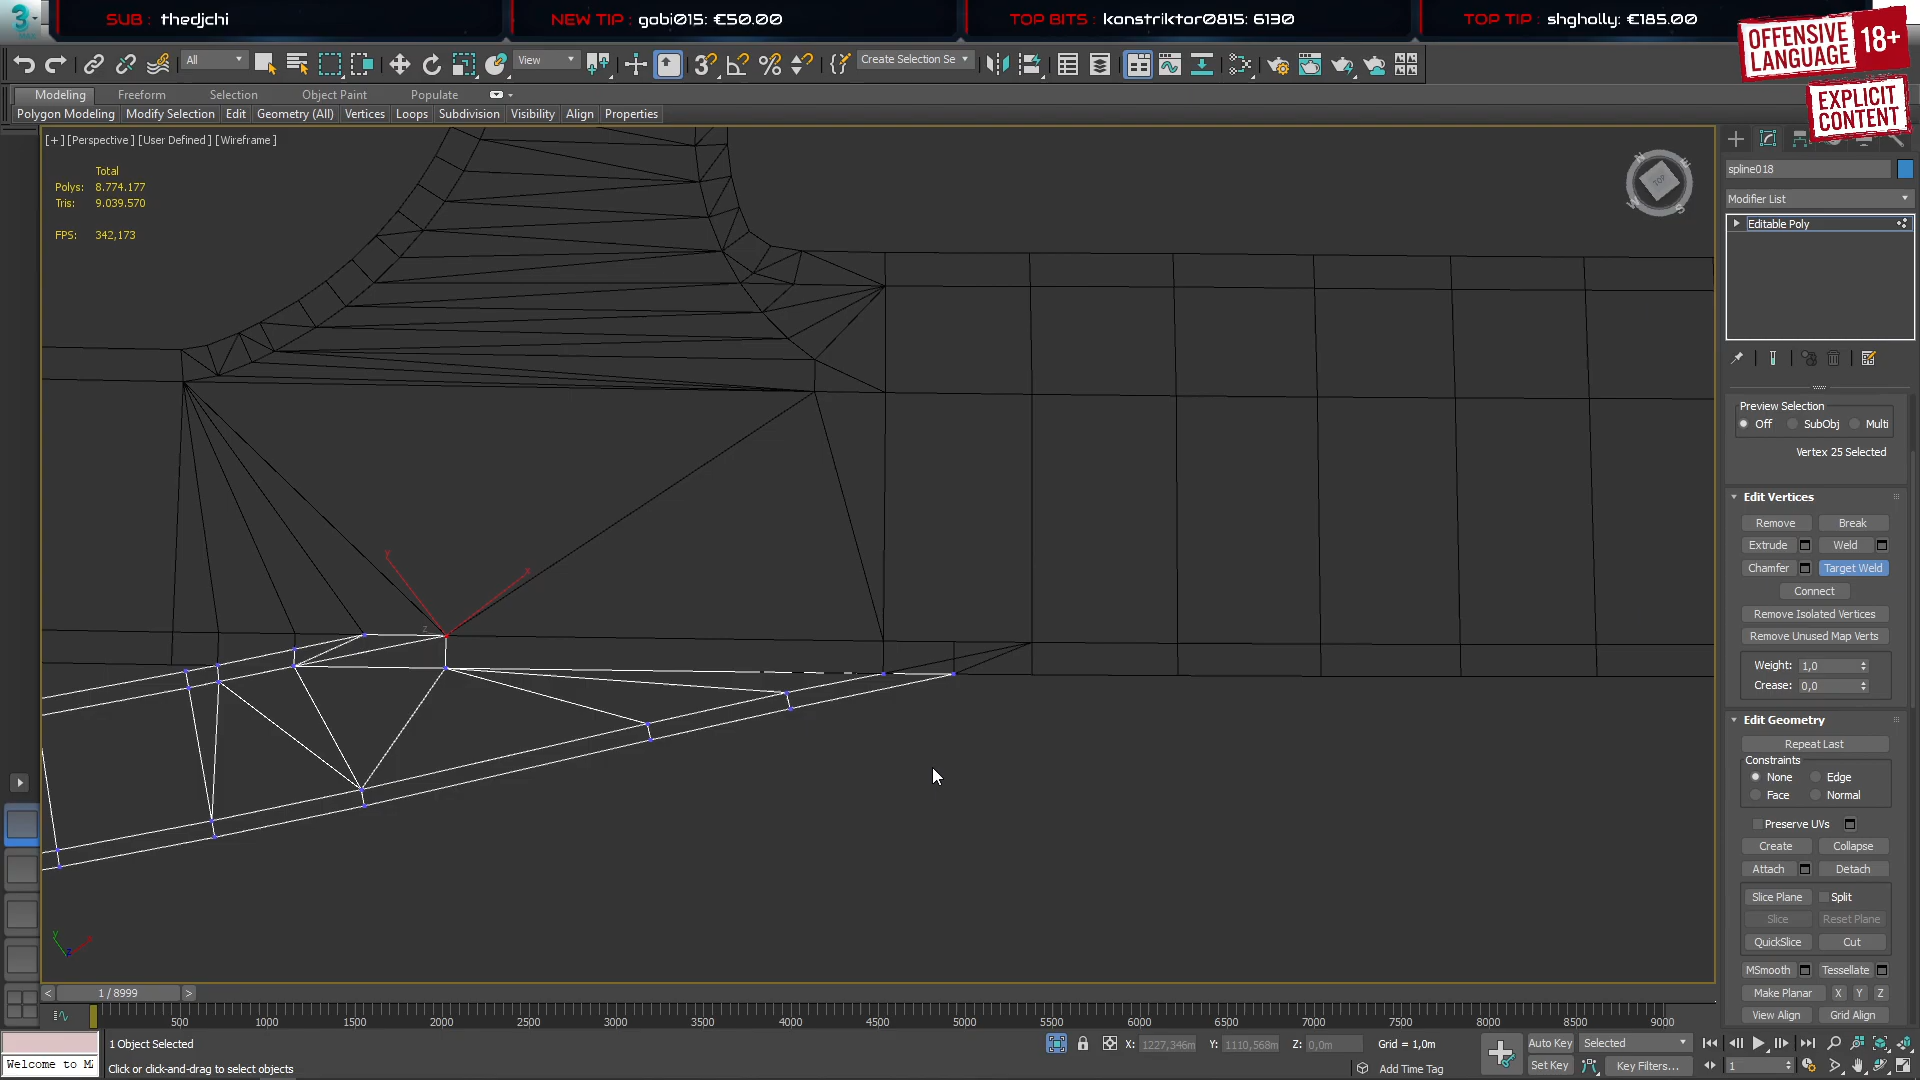 SUB : thedjchi
NEW TIP : gabi015: €50.00
TOP BITS : konstriktor0815: 6130
TOP TIP : shgholly: €185.00
OFFENSIVE LANGUAGE 18+
EXPLICIT CONTENT
3 MAX
All
View
Create Selection Se
Modeling
Freeform
Selection
Object Paint
Populate
Polygon Modeling
Modify Selection
Edit
Geometry (All)
Vertices
Loops
Subdivision
Visibility
Align
Properties
[+] [Perspective ] [User Defined ] [Wireframe ]
Total
Polys: 8.774.177
Tris: 9.039.570
FPS: 342,173
TOP
N
E
W
S
spline018
Modifier List
Editable Poly
Preview Selection
Off SubObj Multi
Vertex 25 Selected
Edit Vertices
Remove Break
Extrude Weld
Chamfer Target Weld
Connect
Remove Isolated Vertices
Remove Unused Map Verts
Weight: 1,0
Crease: 0,0
Edit Geometry
Repeat Last
Constraints
None Edge
Face Normal
Preserve UVs
Create Collapse
Attach Detach
Slice Plane Split
Slice Reset Plane
QuickSlice Cut
MSmooth Tessellate
Make Planar X Y Z
View Align Grid Align
y
x
z
< 1 / 8999 >
500 1000 1500 2000 2500 3000 3500 4000 4500 5000 5500 6000 6500 7000 7500 8000 8500 9000
1 Object Selected
X: 1227,346m Y: 1110,568m Z: 0,0m Grid = 1,0m
Auto Key Selected
Welcome to M
Click or click-and-drag to select objects
Add Time Tag
Set Key Key Filters...
1